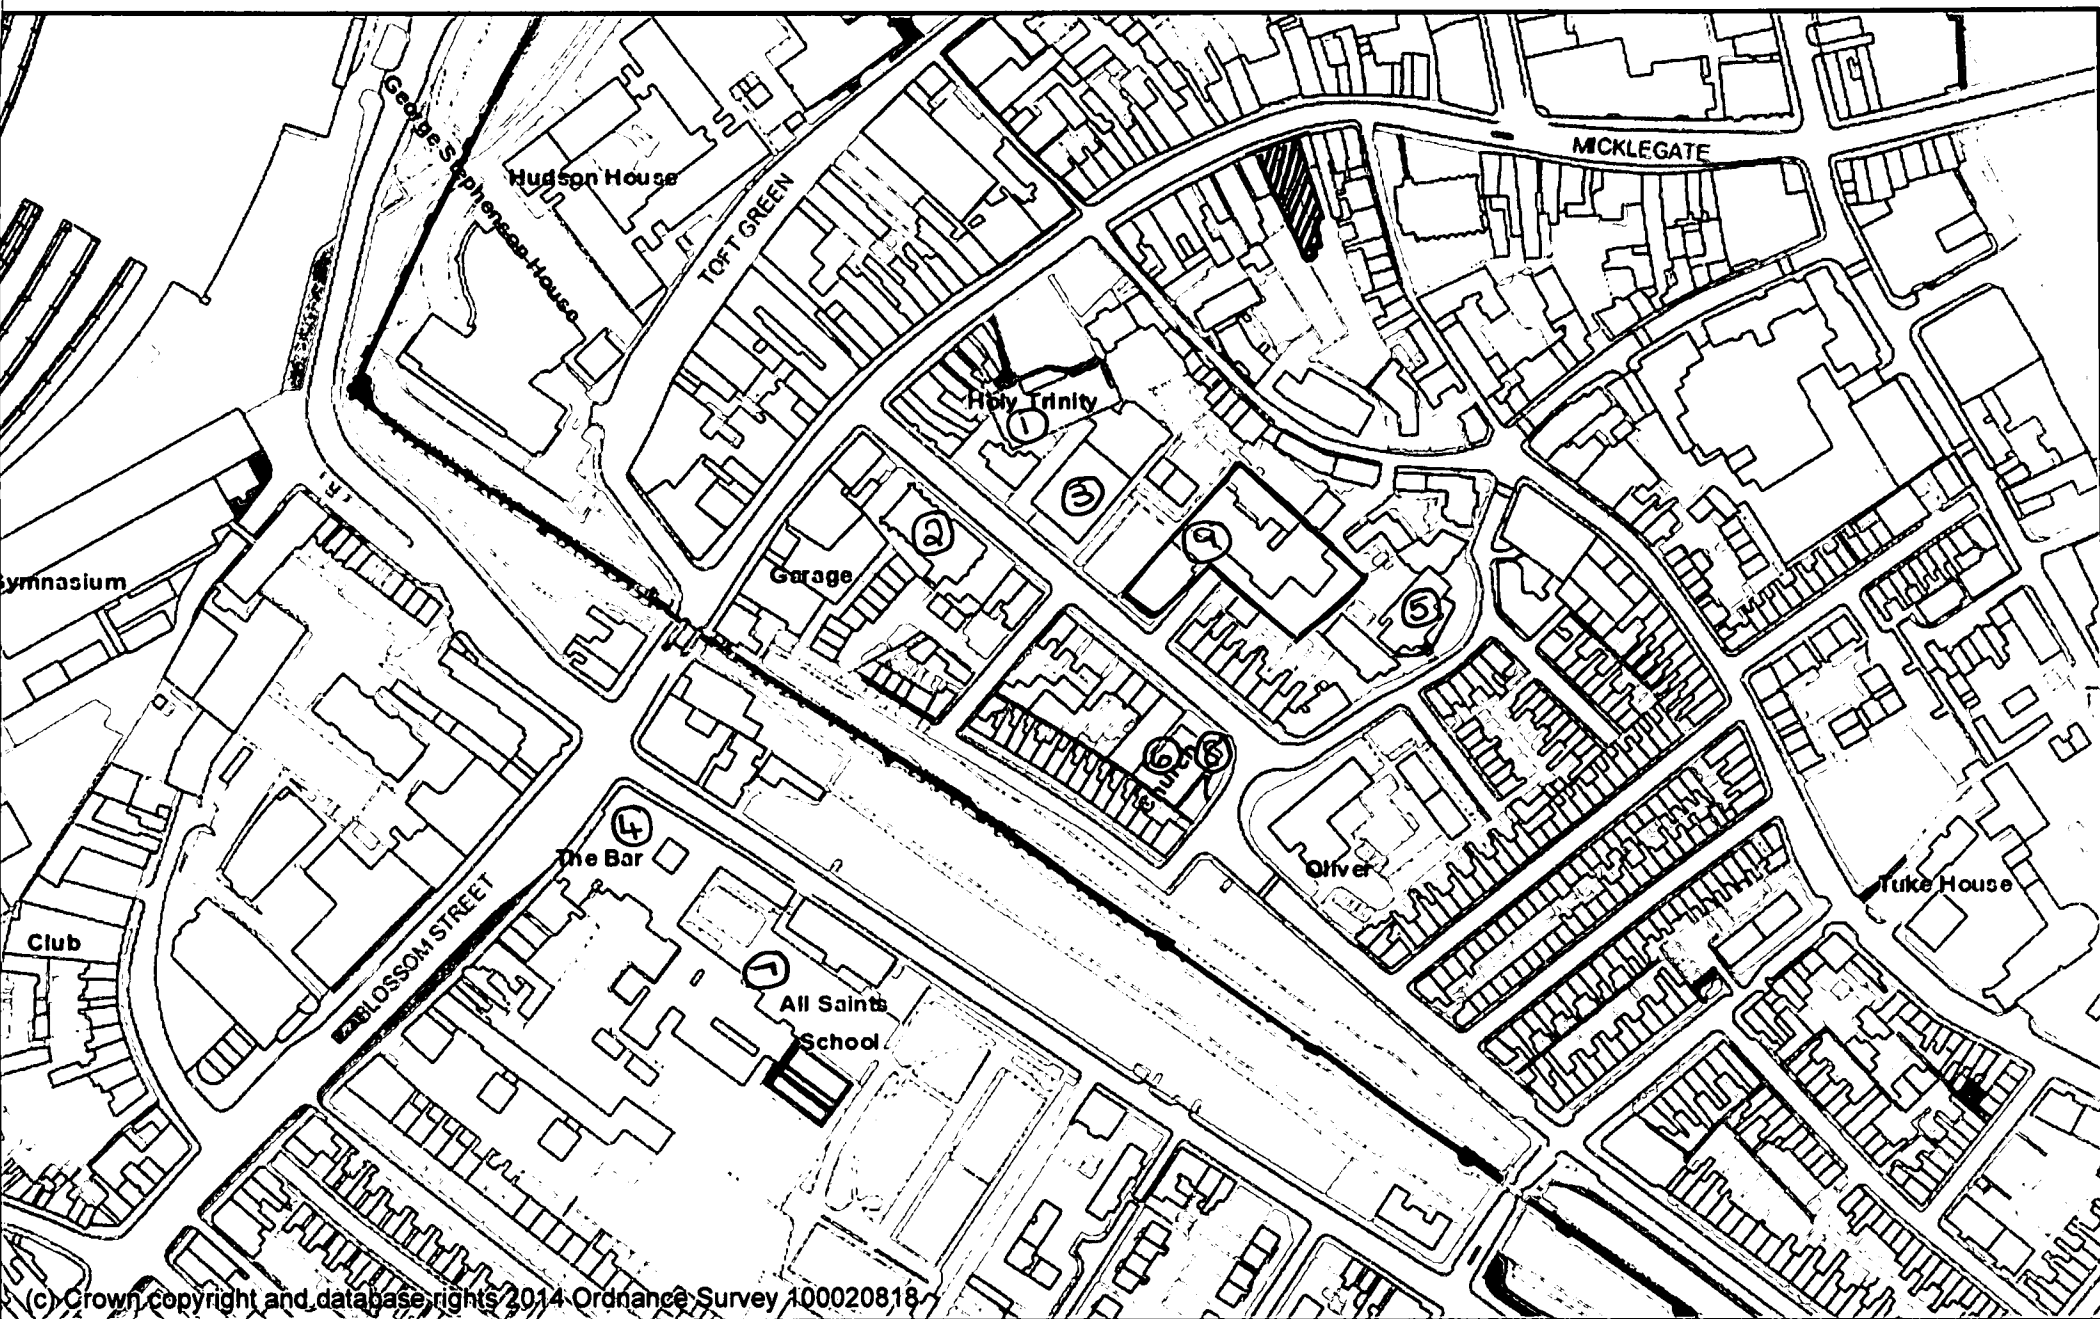 George Stephenson House
Hudson House
TOFT GREEN
MICKLEGATE
Holy Trinity
1
3
2
9
Garage
5
Gymnasium
6 8
Church
4
The Bar
Oliver
Tuke House
Club
BLOSSOM STREET
7
All Saints
School
(c) Crown copyright and database rights 2014 Ordnance Survey 100020818